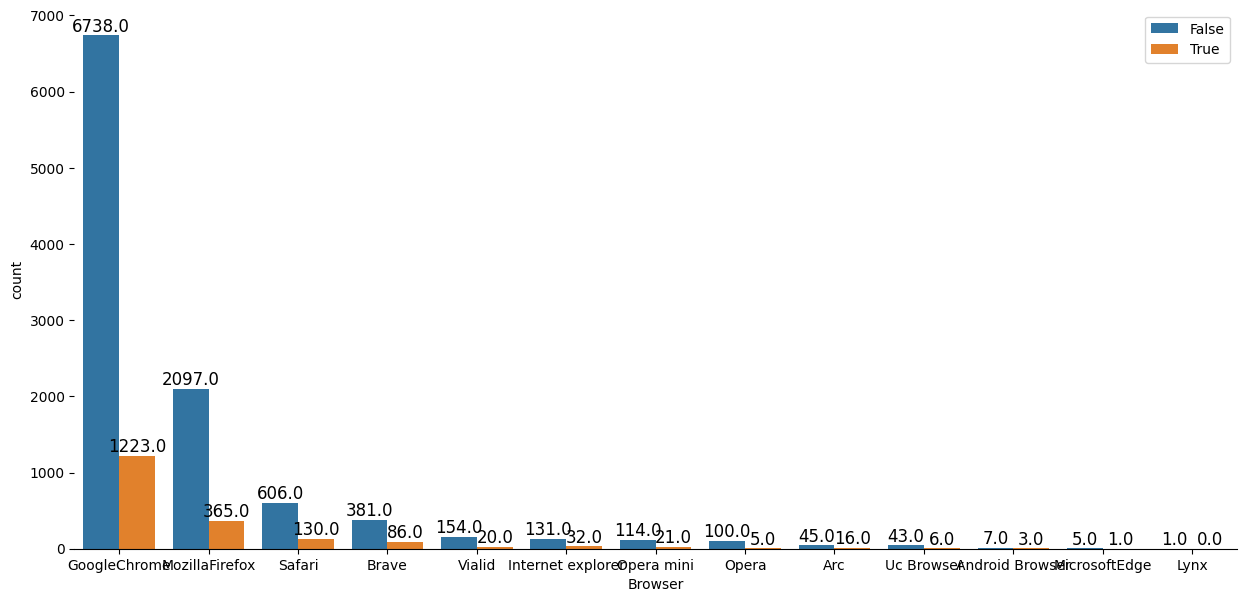 7000
6000
5000
4000
3000
2000
1000
0
count
6738.0
1223.0
2097.0
365.0
606.0
130.0
381.0
86.0
154.0
20.0
131.0
32.0
114.0
21.0
100.0
5.0
45.0
16.0
43.0
6.0
7.0
3.0
5.0
1.0
1.0
0.0
False
True
GoogleChrome
MozillaFirefox
Safari
Brave
Vialid
Internet explorer
Opera mini
Opera
Arc
Uc Browser
Android Browser
MicrosoftEdge
Lynx
Browser